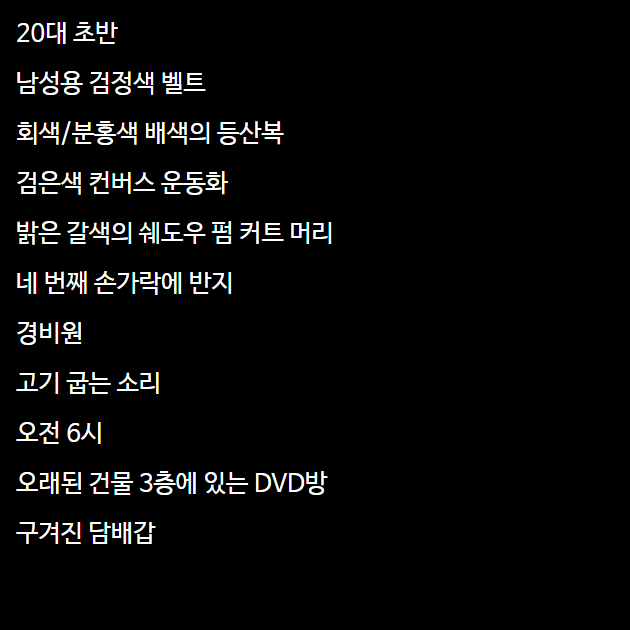 20대 초반
남성용 검정색 벨트
회색/분홍색 배색의 등산복
검은색 컨버스 운동화
밝은 갈색의 쉐도우 펌 커트 머리
네 번째 손가락에 반지
경비원
고기 굽는 소리
오전 6시
오래된 건물 3층에 있는 DVD방
구겨진 담배갑